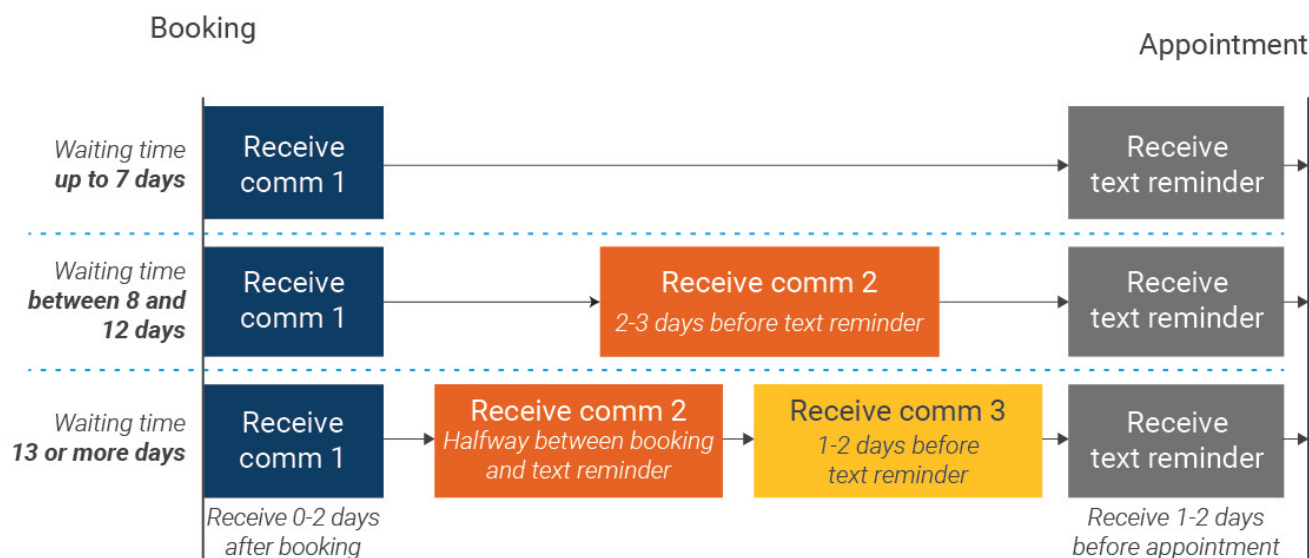 Booking
Appointment
Waiting time
up to 7 days
Receive
comm 1
Receive
text reminder
Waiting time
between 8 and
12 days
Receive
comm 1
Receive comm 2
2-3 days before text reminder
Receive
text reminder
Waiting time
13 or more days
Receive
comm 1
Receive comm 2
Halfway between booking
and text reminder
Receive comm 3
1-2 days before
text reminder
Receive
text reminder
Receive 0-2 days
after booking
Receive 1-2 days
before appointment